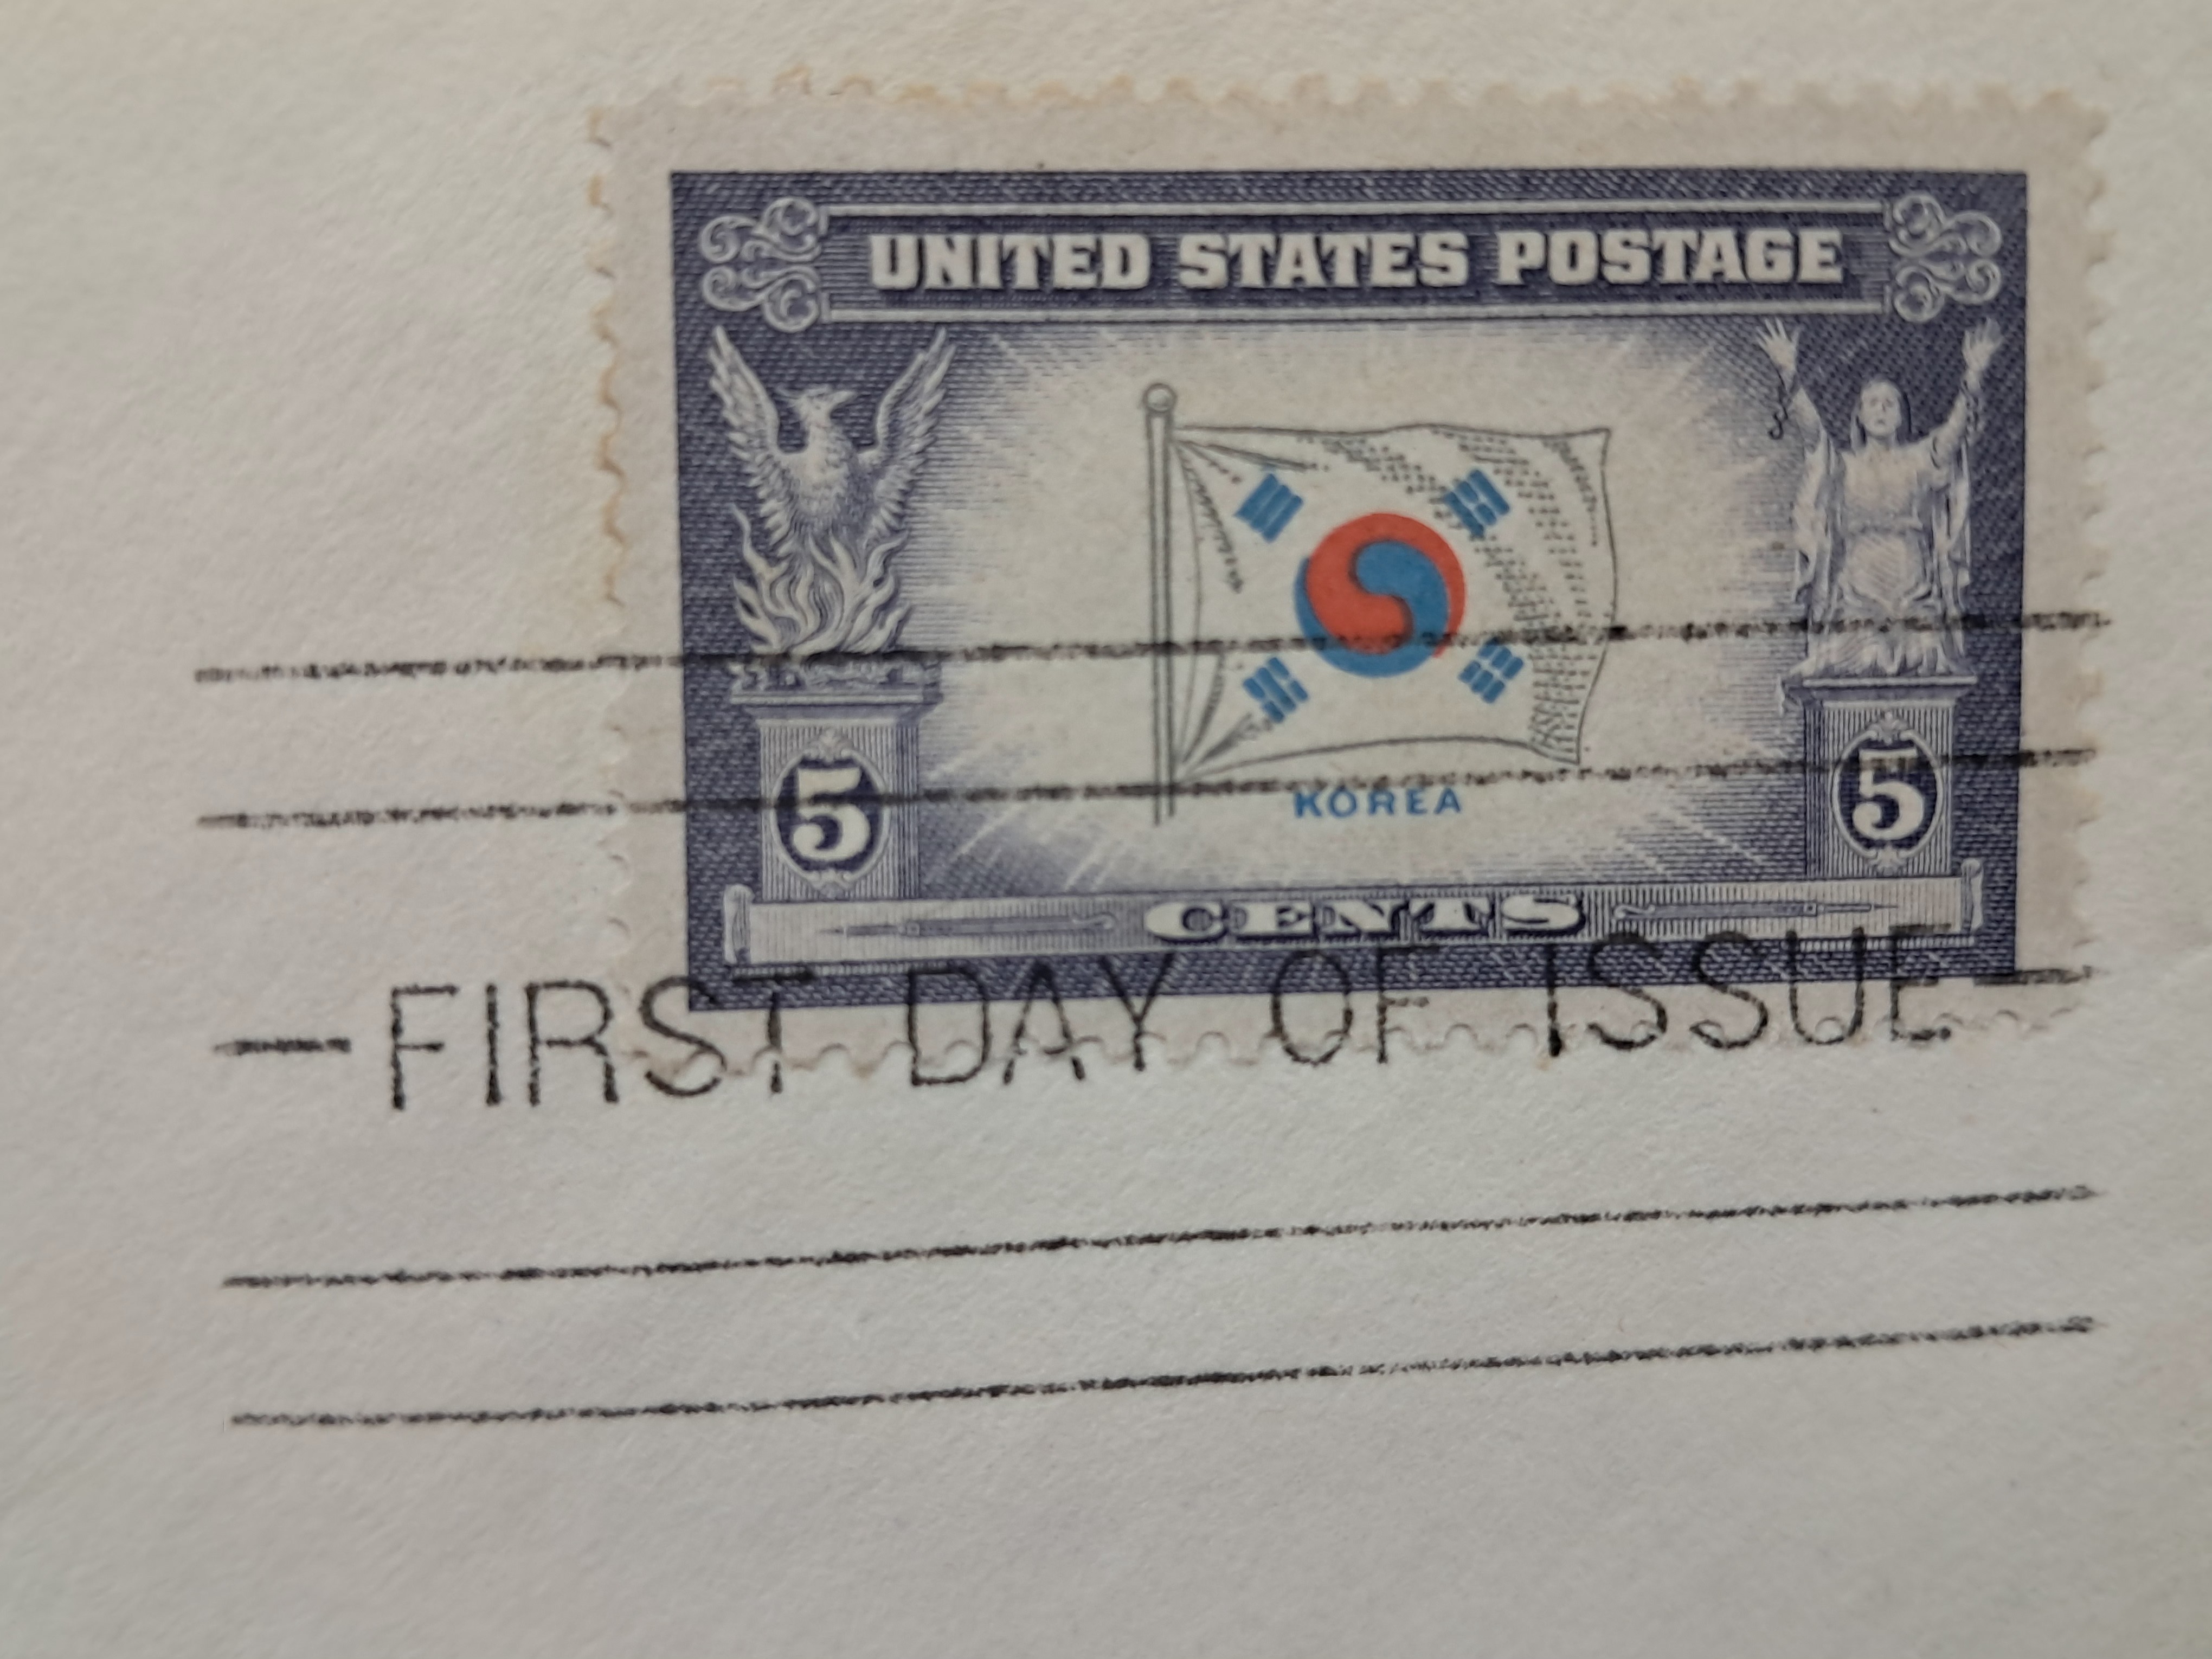 UNITED STATES POSTAGE
KOREA
5 5
CENTS
FIRST DAY OF ISSUE